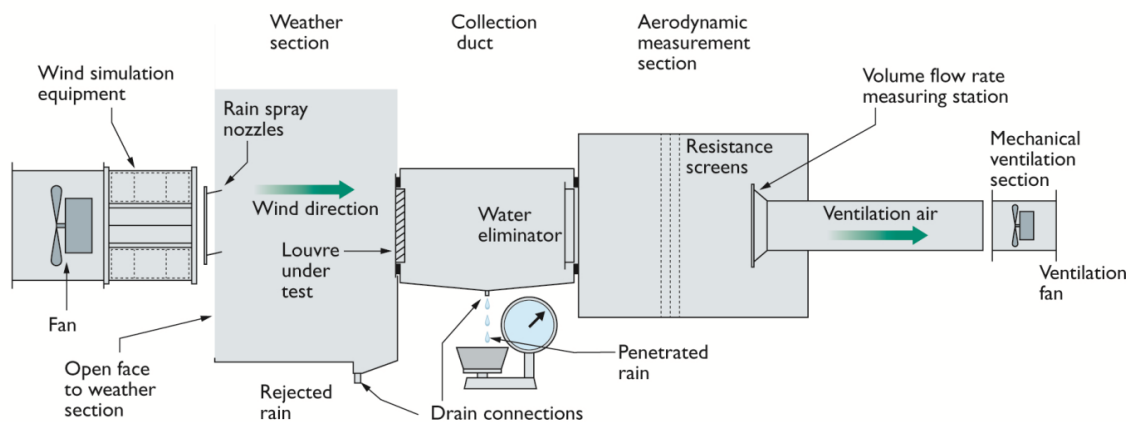 Weather
section
Collection
duct
Aerodynamic
measurement
section
Wind simulation
equipment
Rain spray
nozzles
Volume flow rate
measuring station
Mechanical
ventilation
section
Resistance
screens
Wind direction
Water
eliminator
Ventilation air
Louvre
under
test
Ventilation
fan
Fan
Open face
to weather
section
Penetrated
rain
Rejected
rain
Drain connections